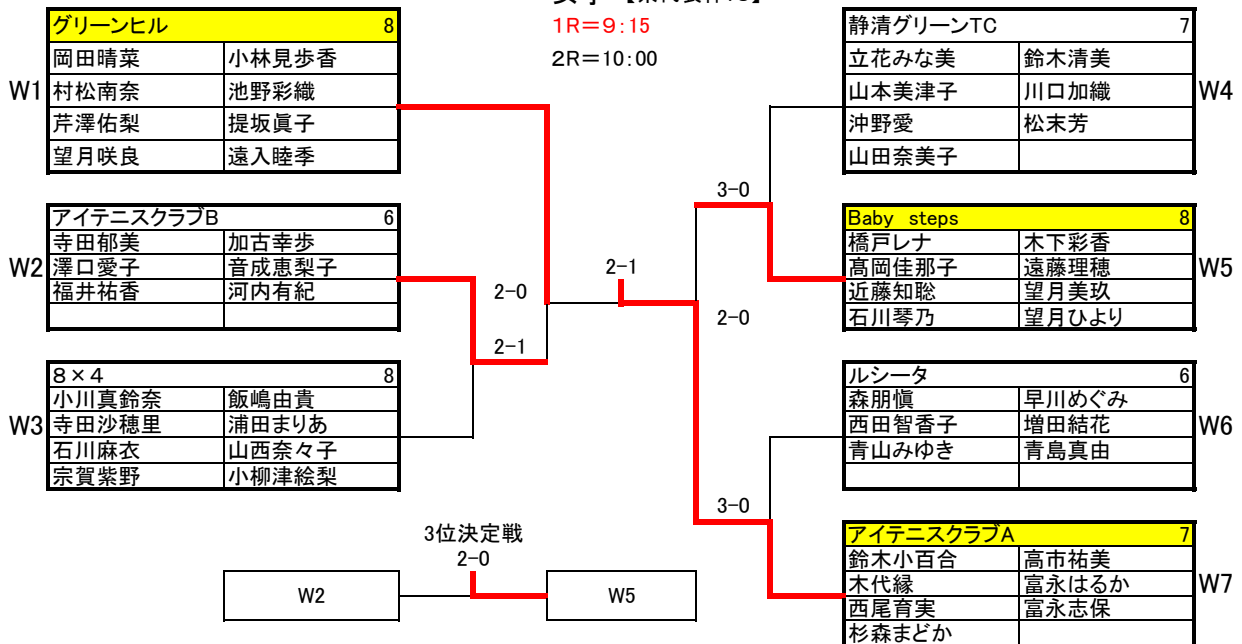 1R=9:15
2R=10:00
W1
グリーンヒル 8
岡田晴菜 小林見歩香
村松南奈 池野彩織
芹澤佑梨 提坂眞子
望月咲良 遠入睦季
W2
アイテニスクラブB 6
寺田郁美 加古幸歩
澤口愛子 音成恵梨子
福井祐香 河内有紀
W3
8×4 8
小川真鈴奈 飯嶋由貴
寺田沙穂里 浦田まりあ
石川麻衣 山西奈々子
宗賀紫野 小柳津絵梨
2-0
2-1
2-1
3-0
2-0
3-0
静清グリーンTC 7
立花みな美 鈴木清美
山本美津子 川口加織
沖野愛 松末芳
山田奈美子
W4
Baby steps 8
橋戸レナ 木下彩香
髙岡佳那子 遠藤理穂
近藤知聡 望月美玖
石川琴乃 望月ひより
W5
ルシータ 6
森朋愼 早川めぐみ
西田智香子 増田結花
青山みゆき 青島真由
W6
アイテニスクラブA 7
鈴木小百合 高市祐美
木代縁 富永はるか
西尾育実 富永志保
杉森まどか
W7
3位決定戦
2-0
W2 W5